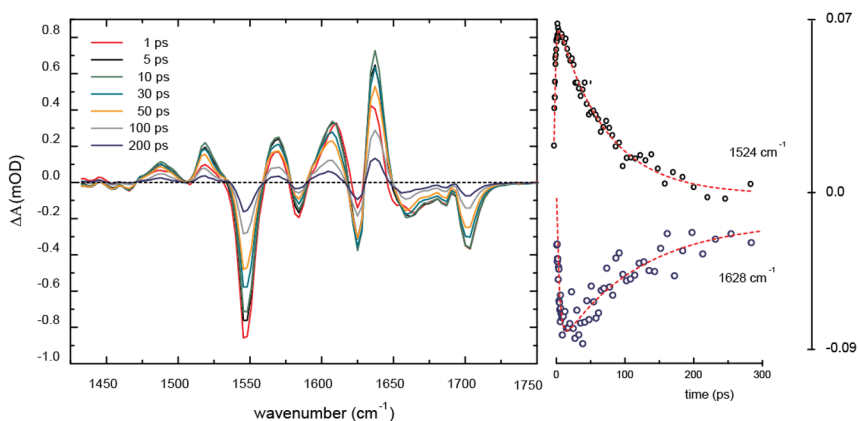 0.8
0.6
0.4
0.2
0.0
-0.2
-0.4
-0.6
-0.8
-1.0
ΔA (mOD)
1 ps
5 ps
10 ps
30 ps
50 ps
100 ps
200 ps
1450
1500
1550
1600
1650
1700
1750
wavenumber (cm⁻¹)
1524 cm⁻¹
1628 cm⁻¹
0
100
200
300
time (ps)
0.07
0.0
-0.09